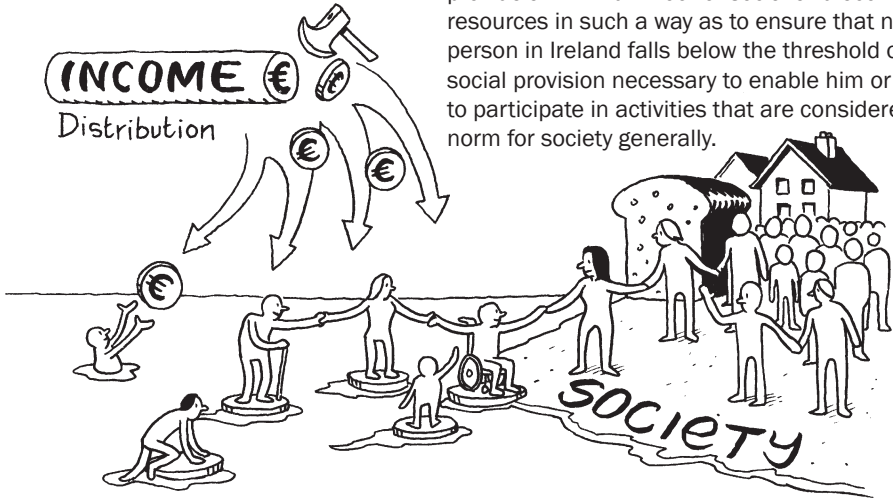 resources in such a way as to ensure that
person in Ireland falls below the threshold
social provision necessary to enable him or
to participate in activities that are
norm for society generally.
INCOME €
Distribution
€
€
€
€
SOCIETY